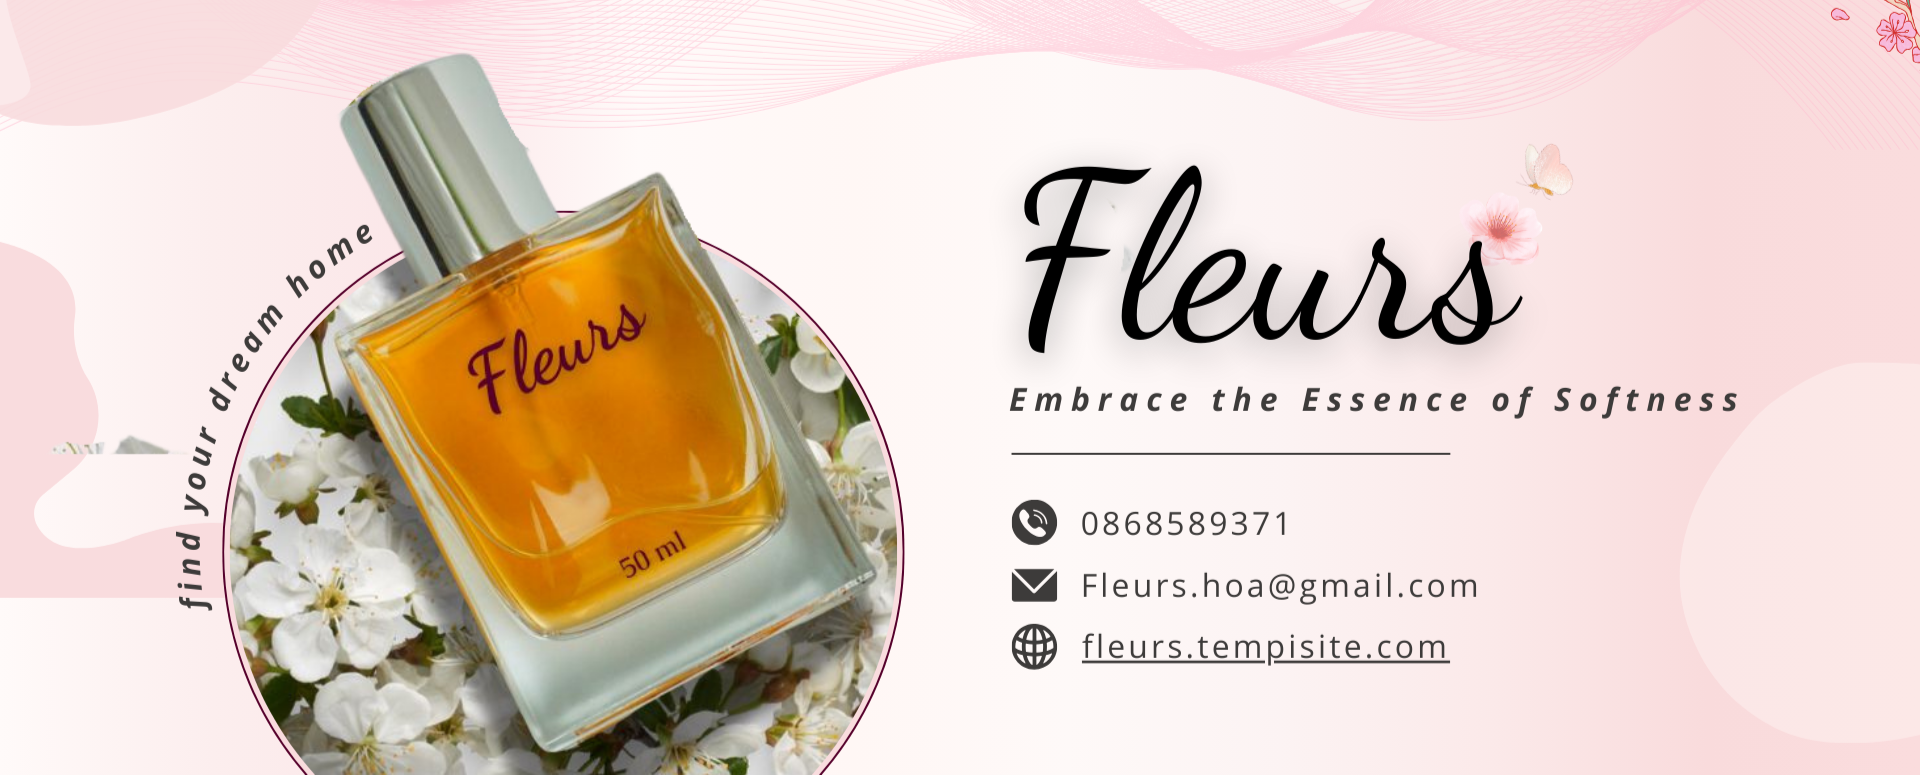 find your dream home
Fleurs
50 ml
Fleurs
Embrace the Essence of Softness
0868589371
Fleurs.hoa@gmail.com
fleurs.tempisite.com